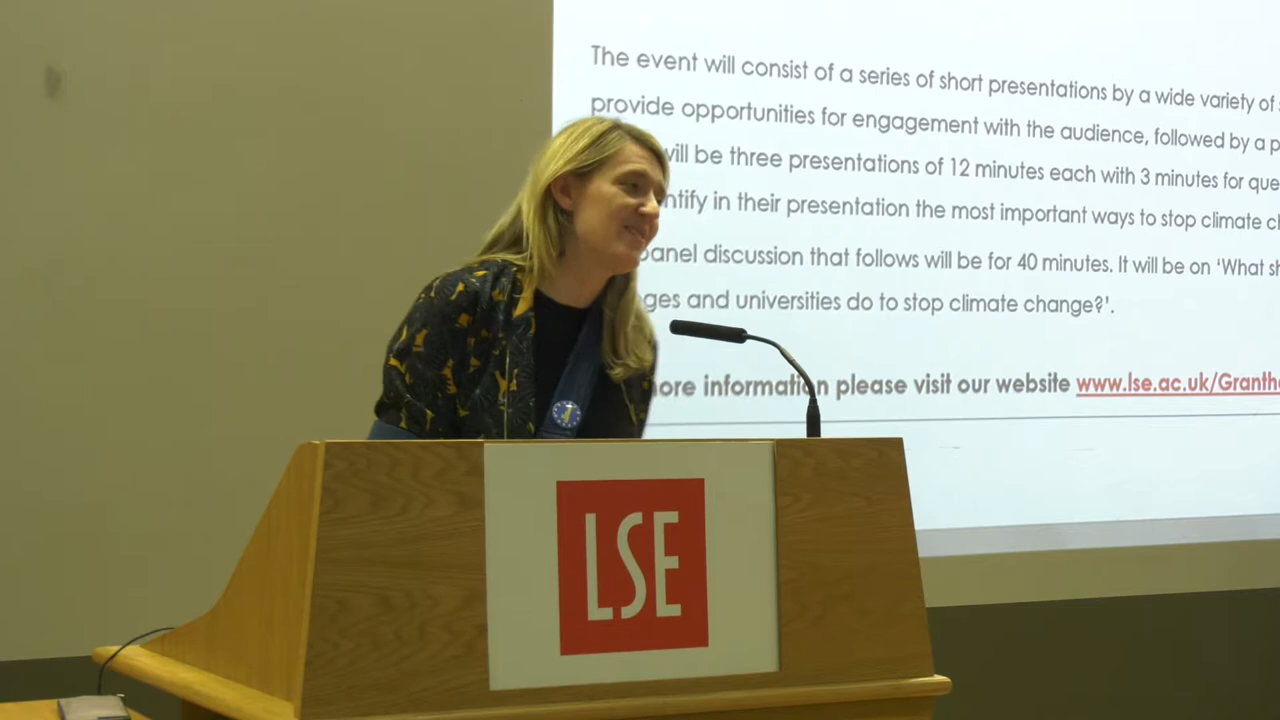 The event will consist of a series of short presentations by a wide variety of
provide opportunities for engagement with the audience, followed by a
will be three presentations of 12 minutes each with 3 minutes for
in their presentation the most important ways to stop climate
panel discussion that follows will be for 40 minutes. It will be on 'What
and universities do to stop climate change?'.
information please visit our website www.lse.ac.uk/Granth
LSE